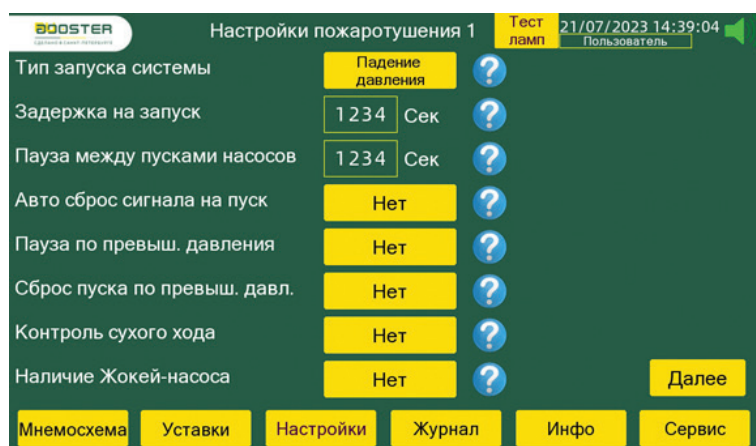 BOOSTER
СДЕЛАНО В САНКТ-ПЕТЕРБУРГЕ
Настройки пожаротушения 1
Тест
ламп
21/07/2023 14:39:04
Пользователь
Тип запуска системы
Падение
давления
?
Задержка на запуск
1234 Сек
?
Пауза между пусками насосов
1234 Сек
?
Авто сброс сигнала на пуск
Нет
?
Пауза по превыш. давления
Нет
?
Сброс пуска по превыш. давл.
Нет
?
Контроль сухого хода
Нет
?
Наличие Жокей-насоса
Нет
?
Далее
Мнемосхема
Уставки
Настройки
Журнал
Инфо
Сервис